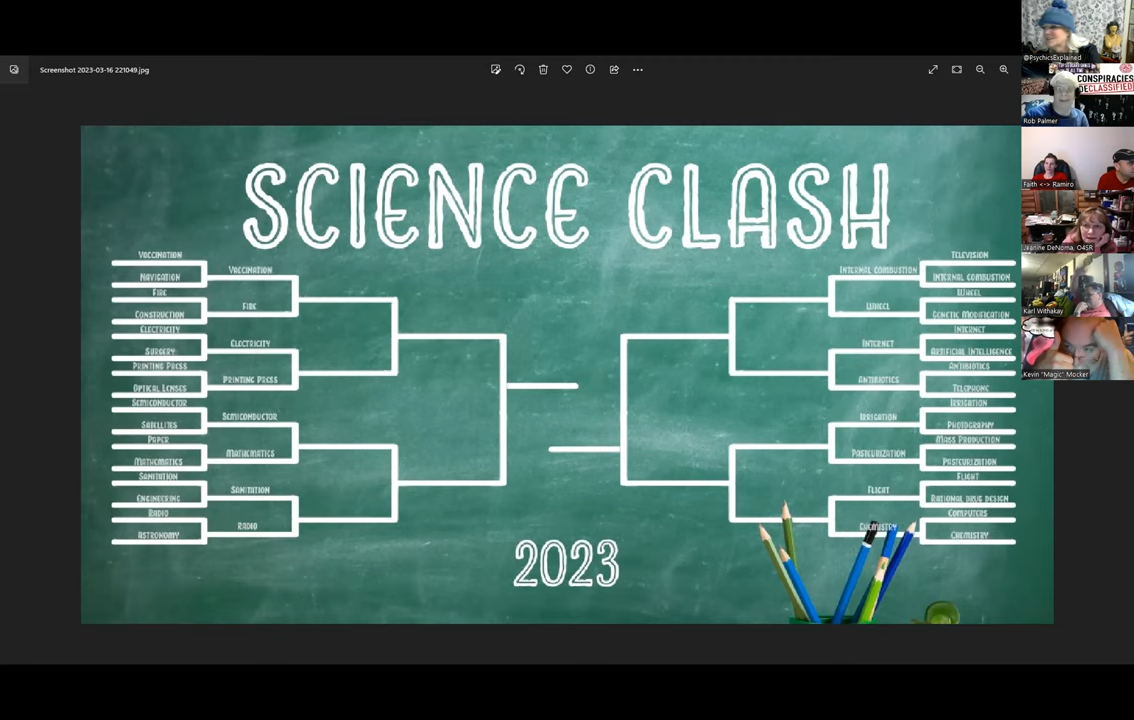 Screenshot 2023-03-16 221049.jpg
@PsychicsExplained
CONSPIRACIES
DECLASSIFIED
Rob Palmer
Faith <-> Ramiro
Jeanine DeNoma, O4SR
Karl Withakay
Kevin "Magic" Mocker
SCIENCE CLASH
VACCINATION
NAVIGATION
FIRE
CONSTRUCTION
ELECTRICITY
SURGERY
PRINTING PRESS
OPTICAL LENSES
SEMICONDUCTOR
SATELLITES
PAPER
MATHEMATICS
SANITATION
ENGINEERING
RADIO
ASTRONOMY
VACCINATION
FIRE
ELECTRICITY
PRINTING PRESS
SEMICONDUCTOR
MATHEMATICS
SANITATION
RADIO
INTERNAL COMBUSTION
WHEEL
INTERNET
ANTIBIOTICS
IRRIGATION
PASTEURIZATION
FLIGHT
CHEMISTRY
TELEVISION
INTERNAL COMBUSTION
WHEEL
GENETIC MODIFICATION
INTERNET
ARTIFICIAL INTELLIGENCE
ANTIBIOTICS
TELEPHONE
IRRIGATION
PHOTOGRAPHY
MASS PRODUCTION
PASTEURIZATION
FLIGHT
RATIONAL DRUG DESIGN
COMPUTERS
CHEMISTRY
2023